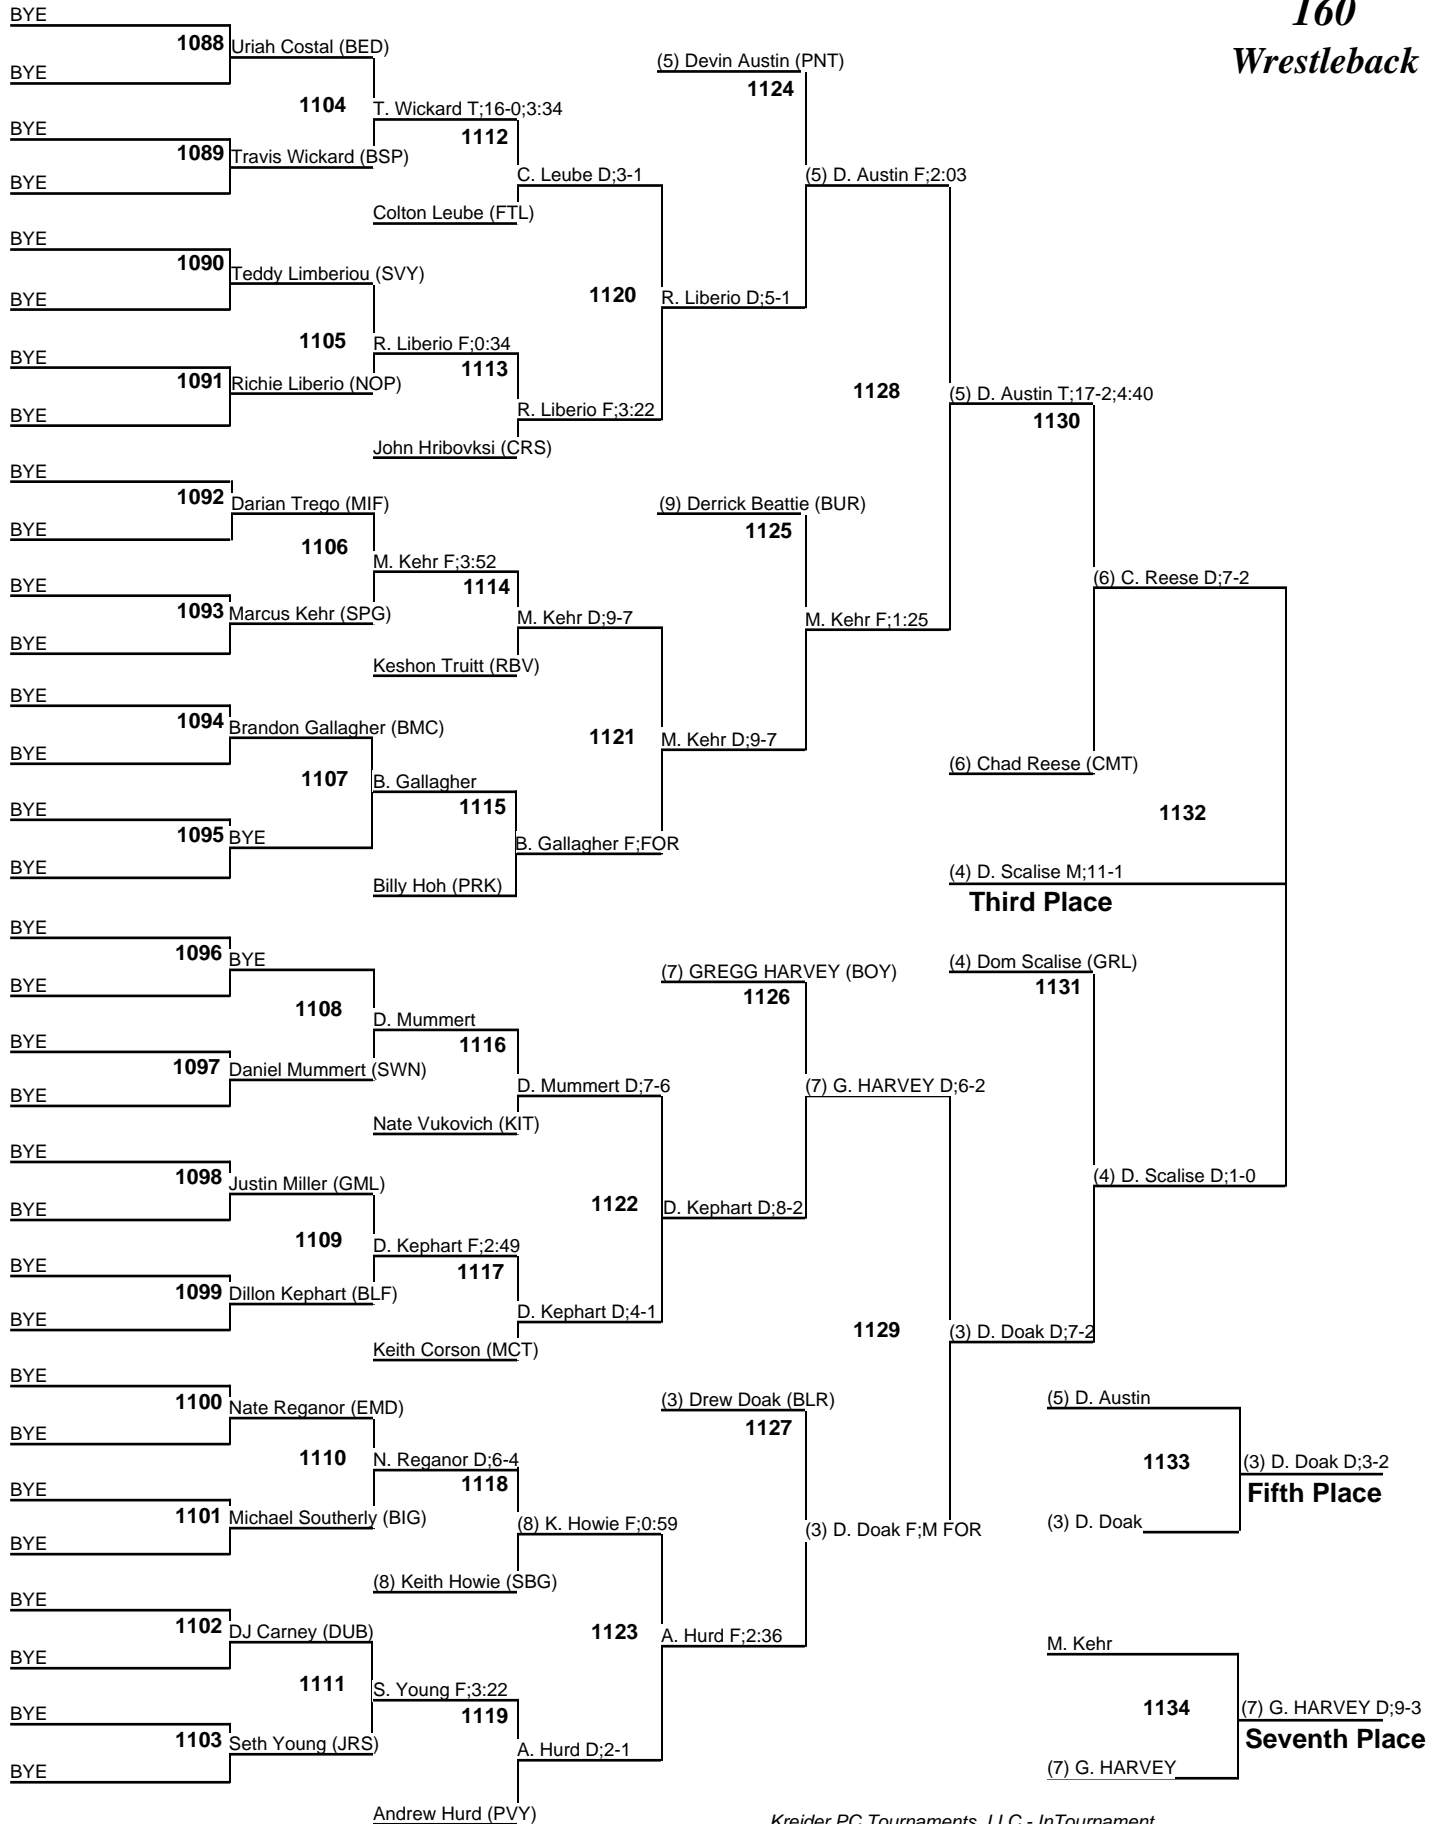 160
Wrestleback
BYE
1088
Uriah Costal (BED)
BYE
1104
T. Wickard T;16-0;3:34
BYE
1089
Travis Wickard (BSP)
BYE
1112
C. Leube D;3-1
Colton Leube (FTL)
BYE
1090
Teddy Limberiou (SVY)
BYE
1105
R. Liberio F;0:34
BYE
1091
Richie Liberio (NOP)
BYE
1113
R. Liberio F;3:22
John Hribovksi (CRS)
1120
R. Liberio D;5-1
(5) Devin Austin (PNT)
1124
(5) D. Austin F;2:03
BYE
1092
Darian Trego (MIF)
BYE
1106
M. Kehr F;3:52
BYE
1093
Marcus Kehr (SPG)
BYE
1114
M. Kehr D;9-7
Keshon Truitt (RBV)
BYE
1094
Brandon Gallagher (BMC)
BYE
1107
B. Gallagher
BYE
1095
BYE
BYE
1115
B. Gallagher F;FOR
Billy Hoh (PRK)
1121
M. Kehr D;9-7
(9) Derrick Beattie (BUR)
1125
M. Kehr F;1:25
1128
(5) D. Austin T;17-2;4:40
1130
(6) C. Reese D;7-2
(6) Chad Reese (CMT)
1132
(4) D. Scalise M;11-1
Third Place
BYE
1096
BYE
BYE
1108
D. Mummert
BYE
1097
Daniel Mummert (SWN)
BYE
1116
D. Mummert D;7-6
Nate Vukovich (KIT)
BYE
1098
Justin Miller (GML)
BYE
1109
D. Kephart F;2:49
BYE
1099
Dillon Kephart (BLF)
BYE
1117
D. Kephart D;4-1
Keith Corson (MCT)
1122
D. Kephart D;8-2
(7) GREGG HARVEY (BOY)
1126
(7) G. HARVEY D;6-2
(4) Dom Scalise (GRL)
1131
(4) D. Scalise D;1-0
1129
(3) D. Doak D;7-2
BYE
1100
Nate Reganor (EMD)
BYE
1110
N. Reganor D;6-4
BYE
1101
Michael Southerly (BIG)
BYE
1118
(8) K. Howie F;0:59
(8) Keith Howie (SBG)
BYE
1102
DJ Carney (DUB)
BYE
1111
S. Young F;3:22
BYE
1103
Seth Young (JRS)
BYE
1119
A. Hurd D;2-1
Andrew Hurd (PVY)
1123
A. Hurd F;2:36
(3) Drew Doak (BLR)
1127
(3) D. Doak F;M FOR
(5) D. Austin
1133
(3) D. Doak D;3-2
Fifth Place
(3) D. Doak
M. Kehr
1134
(7) G. HARVEY D;9-3
Seventh Place
(7) G. HARVEY
Kreider PC Tournaments, LLC - InTournament